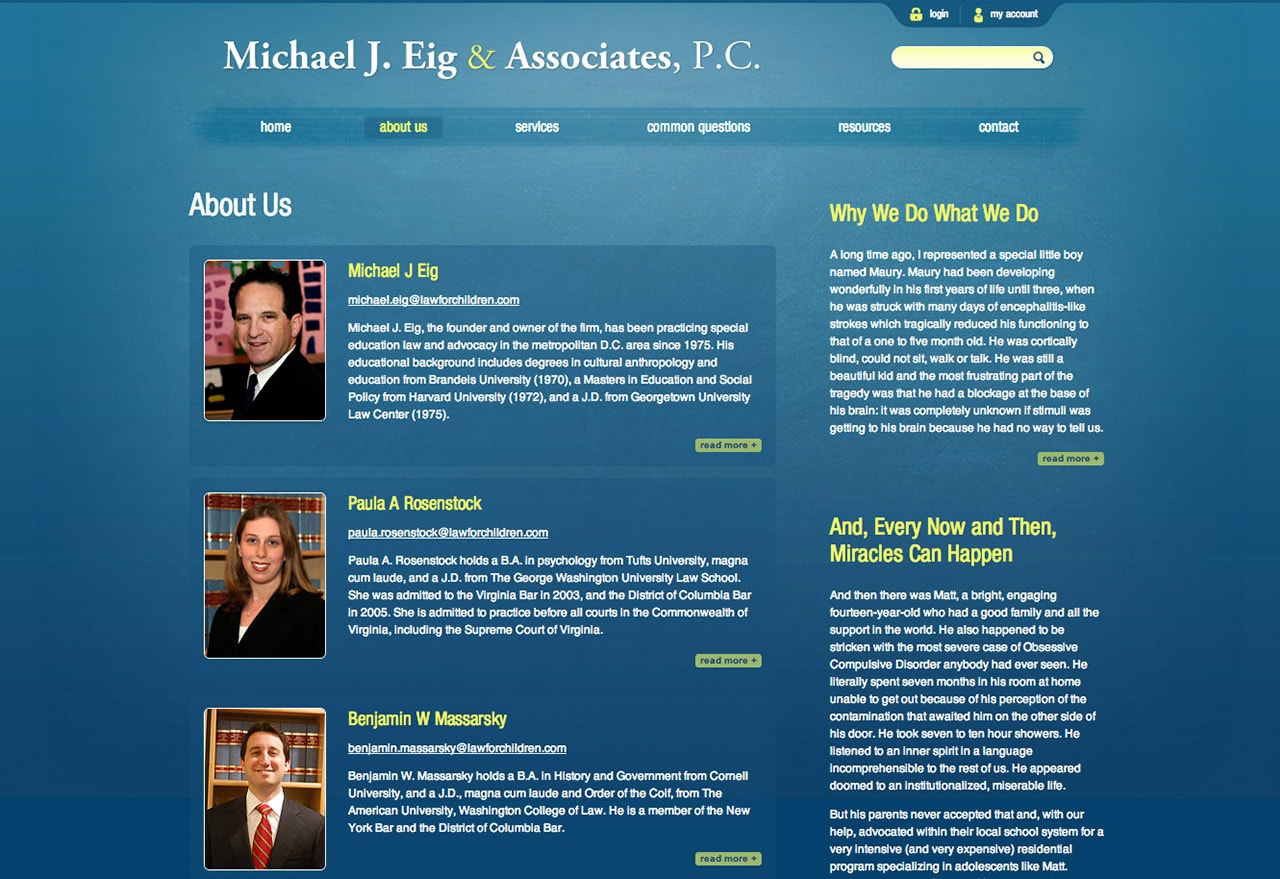 login
my account
Michael J. Eig & Associates, P.C.
home
about us
services
common questions
resources
contact
About Us
Michael J Eig
michael.eig@lawforchildren.com
Michael J. Eig, the founder and owner of the firm, has been practicing special
education law and advocacy in the metropolitan D.C. area since 1975. His
educational background includes degrees in cultural anthropology and
education from Brandeis University (1970), a Masters in Education and Social
Policy from Harvard University (1972), and a J.D. from Georgetown University
Law Center (1975).
read more +
Paula A Rosenstock
paula.rosenstock@lawforchildren.com
Paula A. Rosenstock holds a B.A. in psychology from Tufts University, magna
cum laude, and a J.D. from The George Washington University Law School.
She was admitted to the Virginia Bar in 2003, and the District of Columbia Bar
in 2005. She is admitted to practice before all courts in the Commonwealth of
Virginia, including the Supreme Court of Virginia.
read more +
Benjamin W Massarsky
benjamin.massarsky@lawforchildren.com
Benjamin W. Massarsky holds a B.A. in History and Government from Cornell
University, and a J.D., magna cum laude and Order of the Coif, from The
American University, Washington College of Law. He is a member of the New
York Bar and the District of Columbia Bar.
read more +
Why We Do What We Do
A long time ago, I represented a special little boy
named Maury. Maury had been developing
wonderfully in his first years of life until three, when
he was struck with many days of encephalitis-like
strokes which tragically reduced his functioning to
that of a one to five month old. He was cortically
blind, could not sit, walk or talk. He was still a
beautiful kid and the most frustrating part of the
tragedy was that he had a blockage at the base of
his brain: it was completely unknown if stimuli was
getting to his brain because he had no way to tell us.
read more +
And, Every Now and Then,
Miracles Can Happen
And then there was Matt, a bright, engaging
fourteen-year-old who had a good family and all the
support in the world. He also happened to be
stricken with the most severe case of Obsessive
Compulsive Disorder anybody had ever seen. He
literally spent seven months in his room at home
unable to get out because of his perception of the
contamination that awaited him on the other side of
his door. He took seven to ten hour showers. He
listened to an inner spirit in a language
incomprehensible to the rest of us. He appeared
doomed to an institutionalized, miserable life.
But his parents never accepted that and, with our
help, advocated within their local school system for a
very intensive (and very expensive) residential
program specializing in adolescents like Matt.